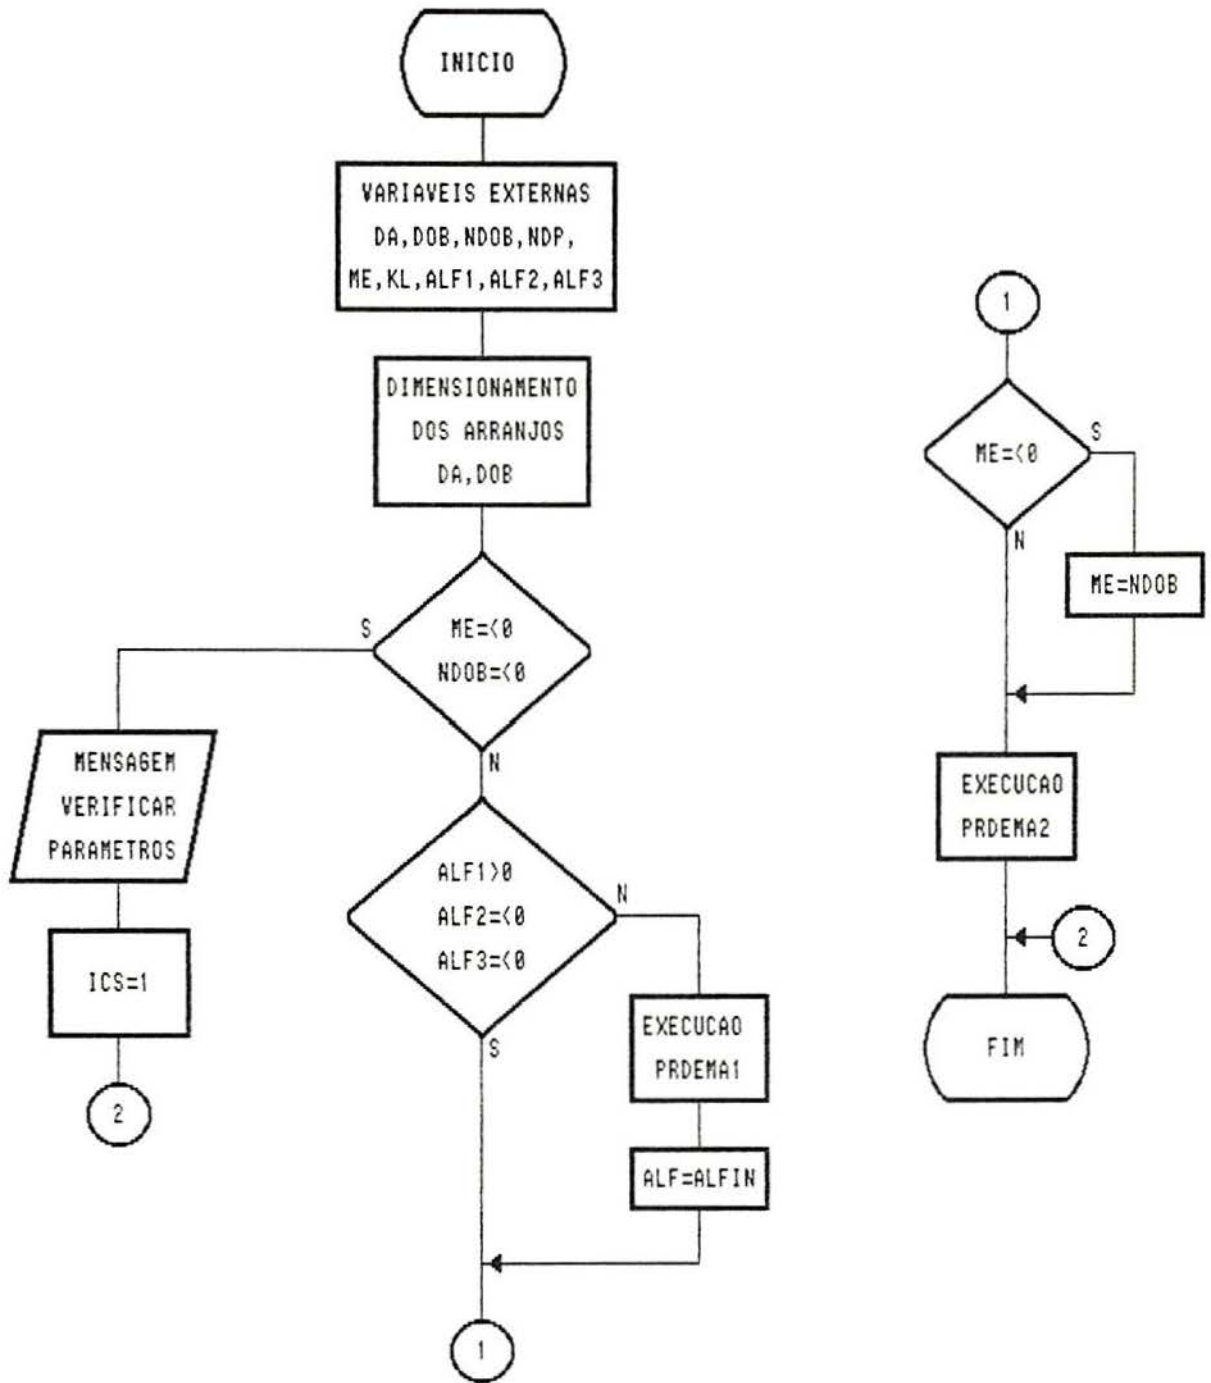 INICIO
VARIAVEIS EXTERNAS
DA,DOB,NDOB,NDP,
ME,KL,ALF1,ALF2,ALF3
DIMENSIONAMENTO
DOS ARRANJOS
DA,DOB
S
ME=<0
NDOB=<0
N
MENSAGEM
VERIFICAR
PARAMETROS
ICS=1
2
ALF1>0
ALF2=<0
ALF3=<0
N
S
EXECUCAO
PRDEMA1
ALF=ALFIN
1
1
ME=<0
S
N
ME=NDOB
EXECUCAO
PRDEMA2
2
FIM